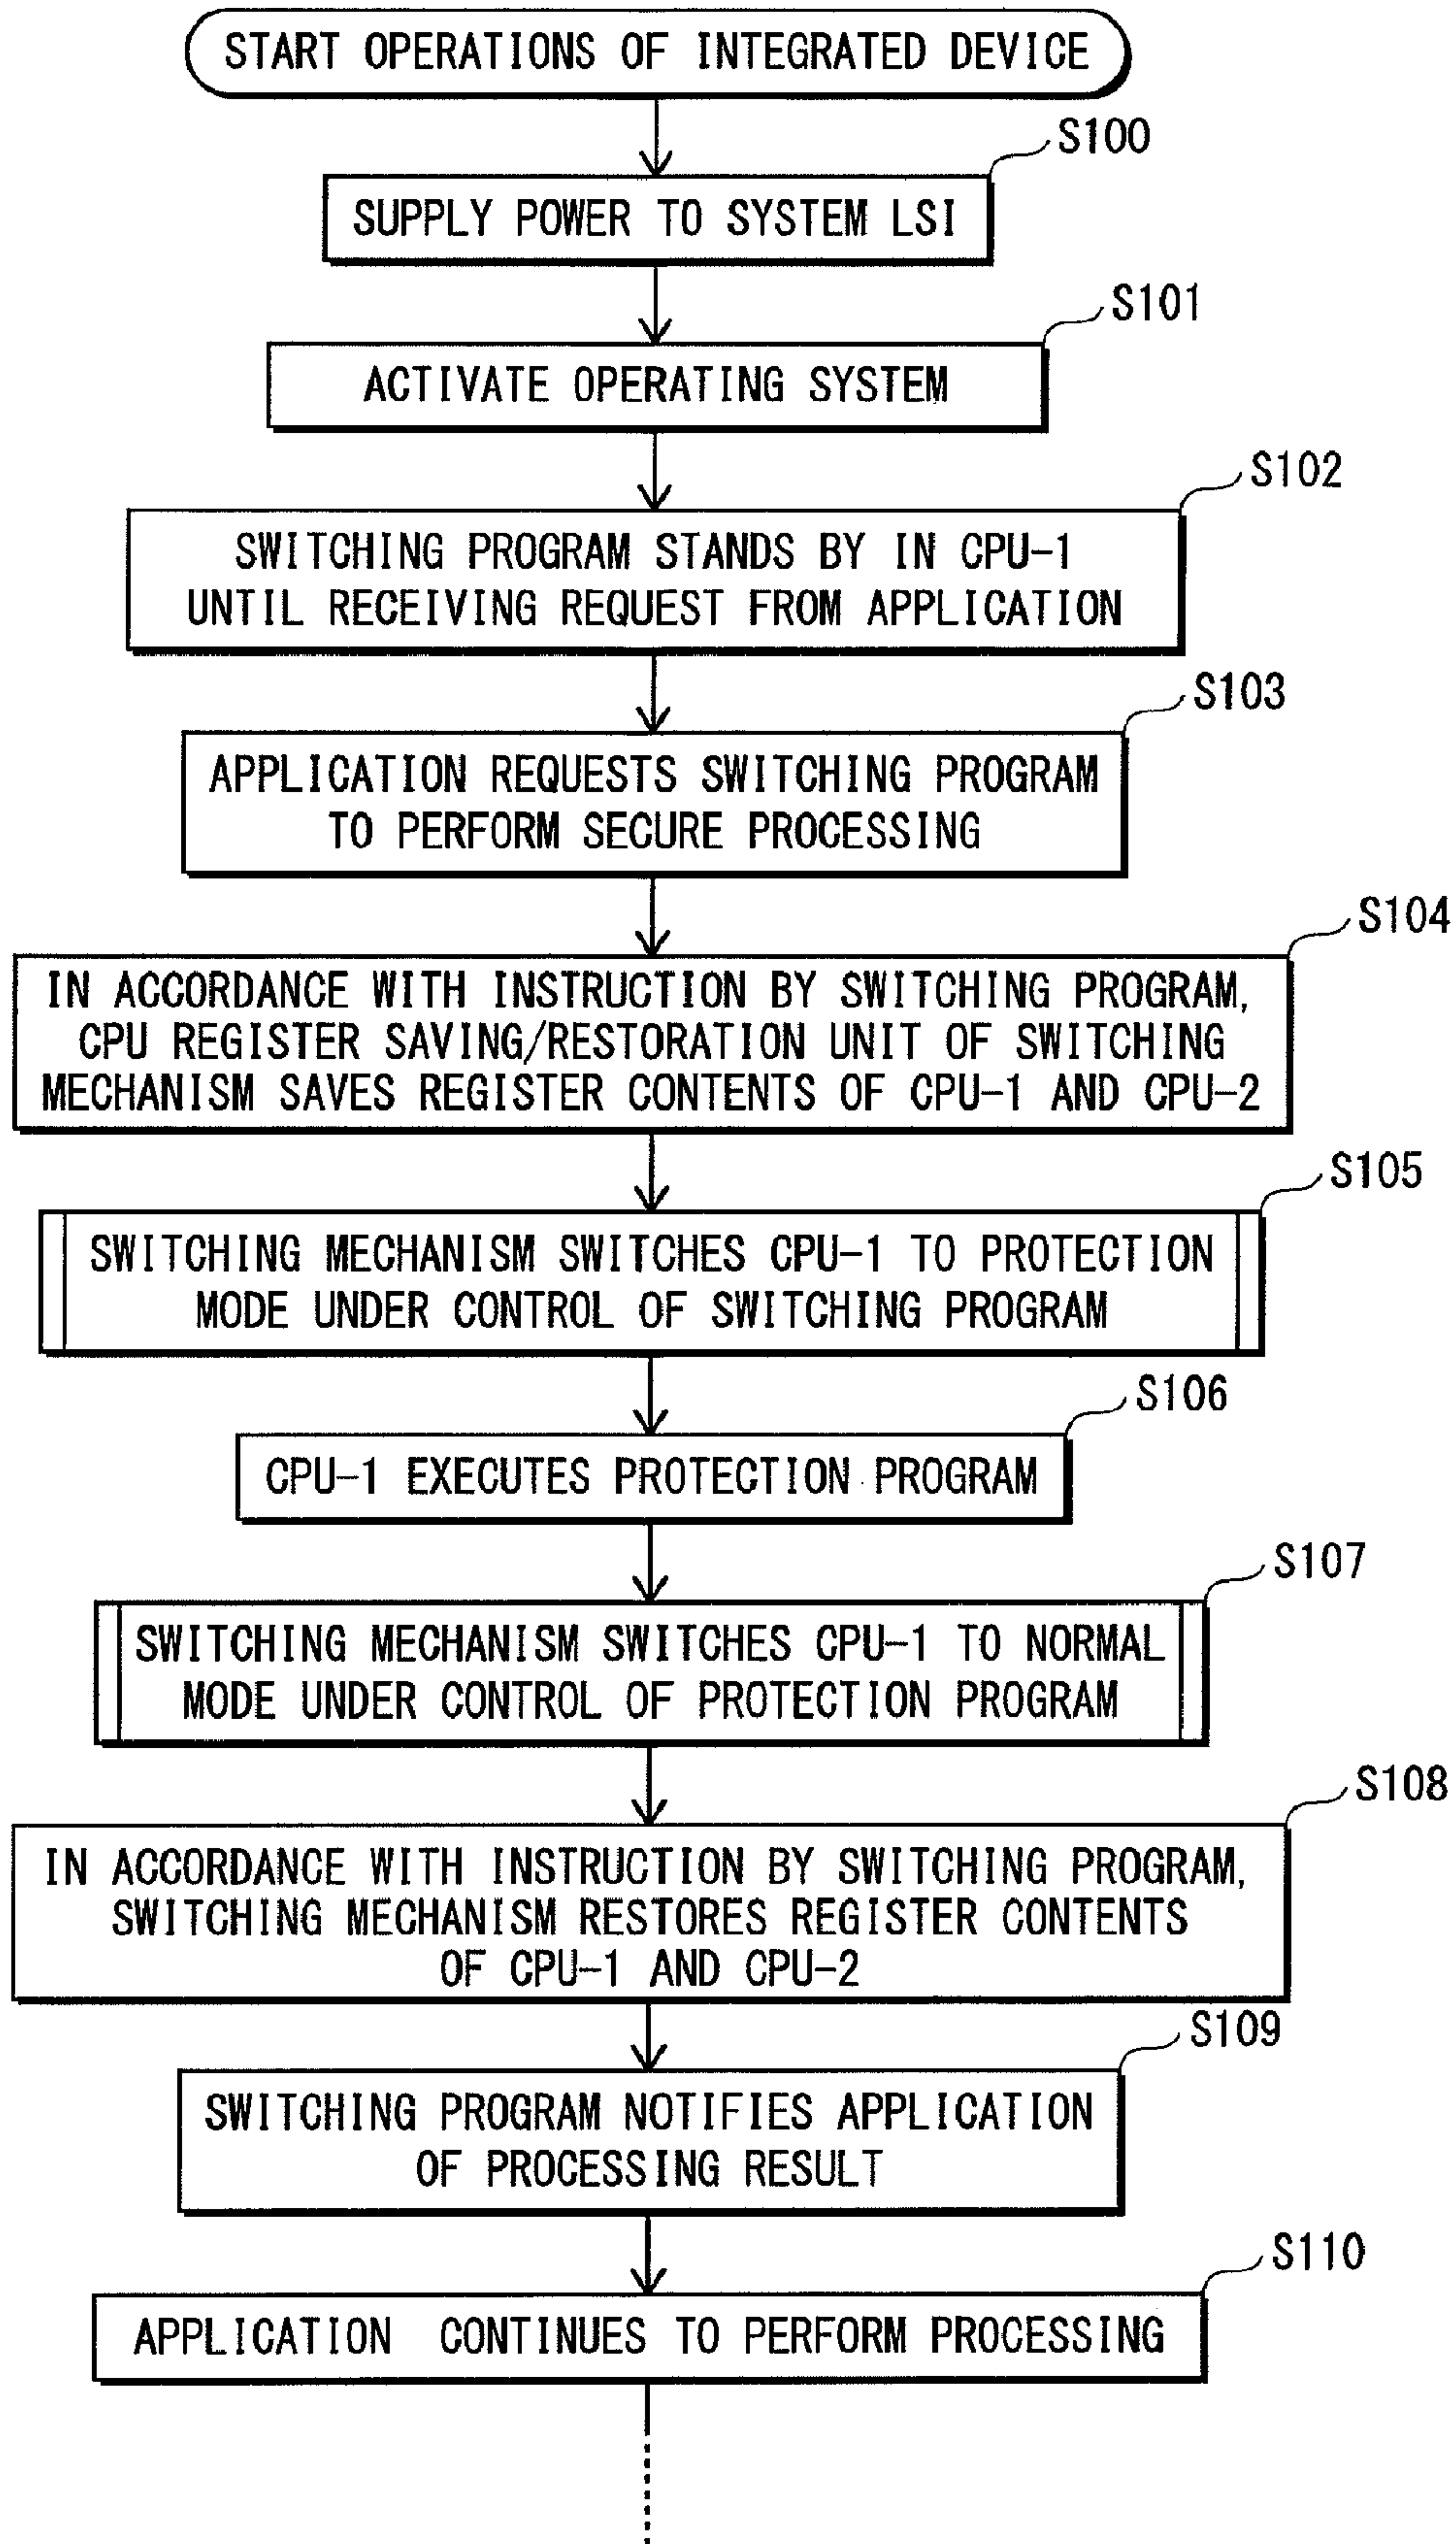 START OPERATIONS OF INTEGRATED DEVICE
S100
SUPPLY POWER TO SYSTEM LSI
S101
ACTIVATE OPERATING SYSTEM
S102
SWITCHING PROGRAM STANDS BY IN CPU-1
UNTIL RECEIVING REQUEST FROM APPLICATION
S103
APPLICATION REQUESTS SWITCHING PROGRAM
TO PERFORM SECURE PROCESSING
S104
IN ACCORDANCE WITH INSTRUCTION BY SWITCHING PROGRAM,
CPU REGISTER SAVING/RESTORATION UNIT OF SWITCHING
MECHANISM SAVES REGISTER CONTENTS OF CPU-1 AND CPU-2
S105
SWITCHING MECHANISM SWITCHES CPU-1 TO PROTECTION
MODE UNDER CONTROL OF SWITCHING PROGRAM
S106
CPU-1 EXECUTES PROTECTION PROGRAM
S107
SWITCHING MECHANISM SWITCHES CPU-1 TO NORMAL
MODE UNDER CONTROL OF PROTECTION PROGRAM
S108
IN ACCORDANCE WITH INSTRUCTION BY SWITCHING PROGRAM,
SWITCHING MECHANISM RESTORES REGISTER CONTENTS
OF CPU-1 AND CPU-2
S109
SWITCHING PROGRAM NOTIFIES APPLICATION
OF PROCESSING RESULT
S110
APPLICATION CONTINUES TO PERFORM PROCESSING